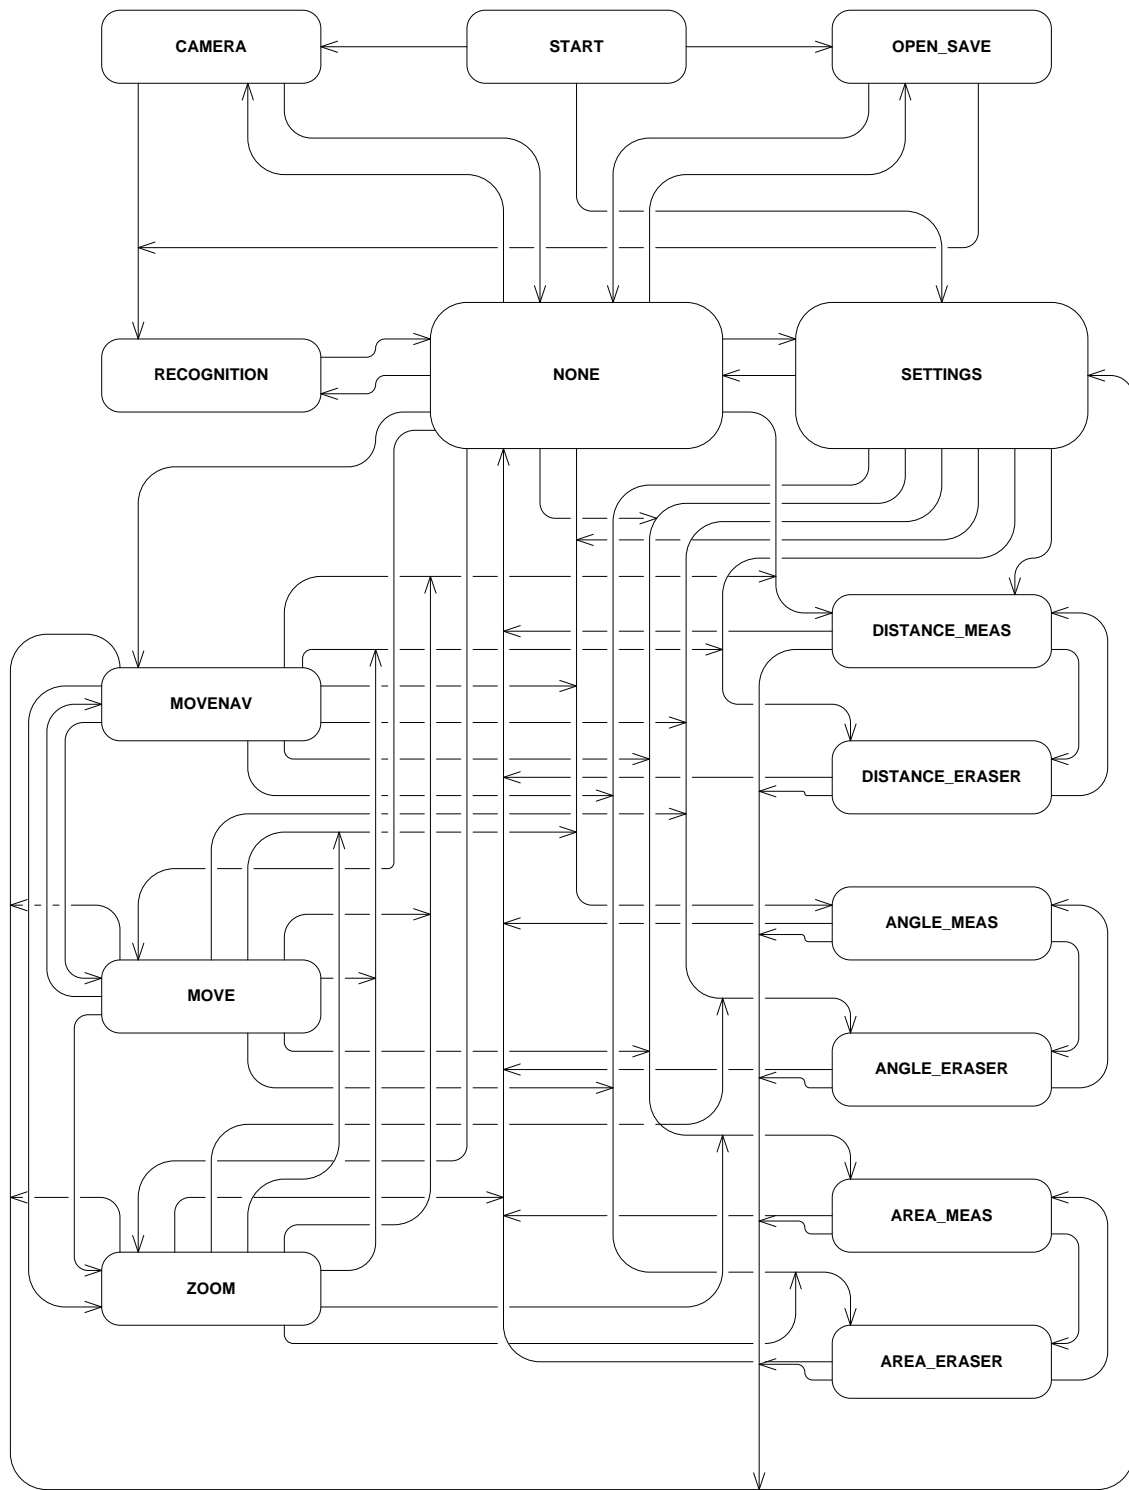 CAMERA
START
OPEN_SAVE
RECOGNITION
NONE
SETTINGS
DISTANCE_MEAS
MOVENAV
DISTANCE_ERASER
ANGLE_MEAS
MOVE
ANGLE_ERASER
AREA_MEAS
ZOOM
AREA_ERASER